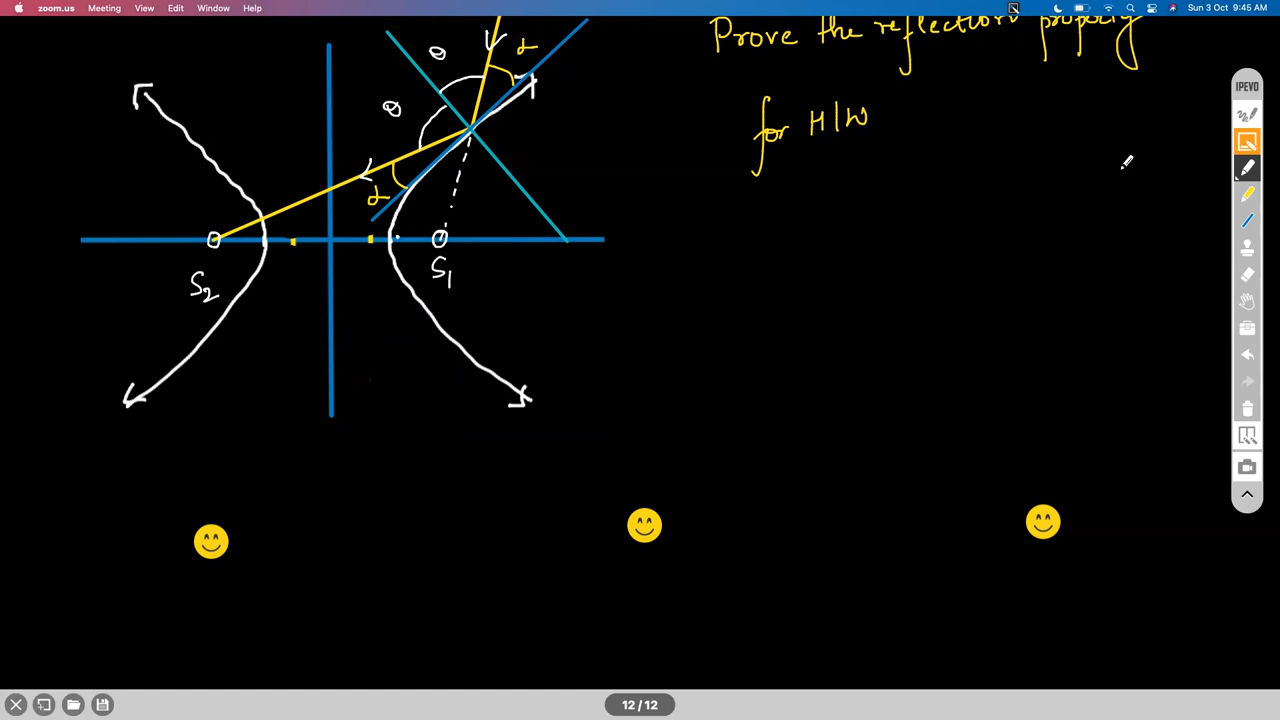 zoom.us Meeting View Edit Window Help
Sun 3 Oct 9:45 AM
Prove the reflection property
for H/W
IPEVO
θ
α
θ
α
S2
S1
12 / 12